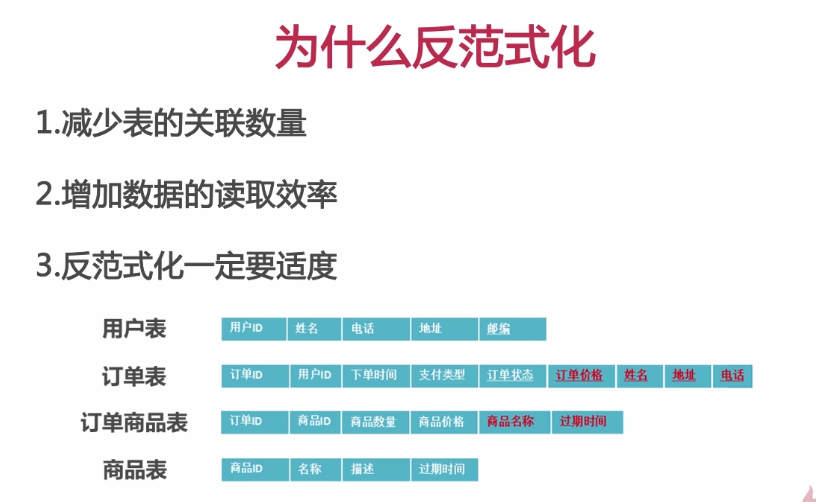 为什么反范式化
1.减少表的关联数量
2.增加数据的读取效率
3.反范式化一定要适度
用户表 用户ID 姓名 电话 地址 邮编
订单表 订单ID 用户ID 下单时间 支付类型 订单状态 订单价格 姓名 地址 电话
订单商品表 订单ID 商品ID 商品数量 商品价格 商品名称 过期时间
商品表 商品ID 名称 描述 过期时间